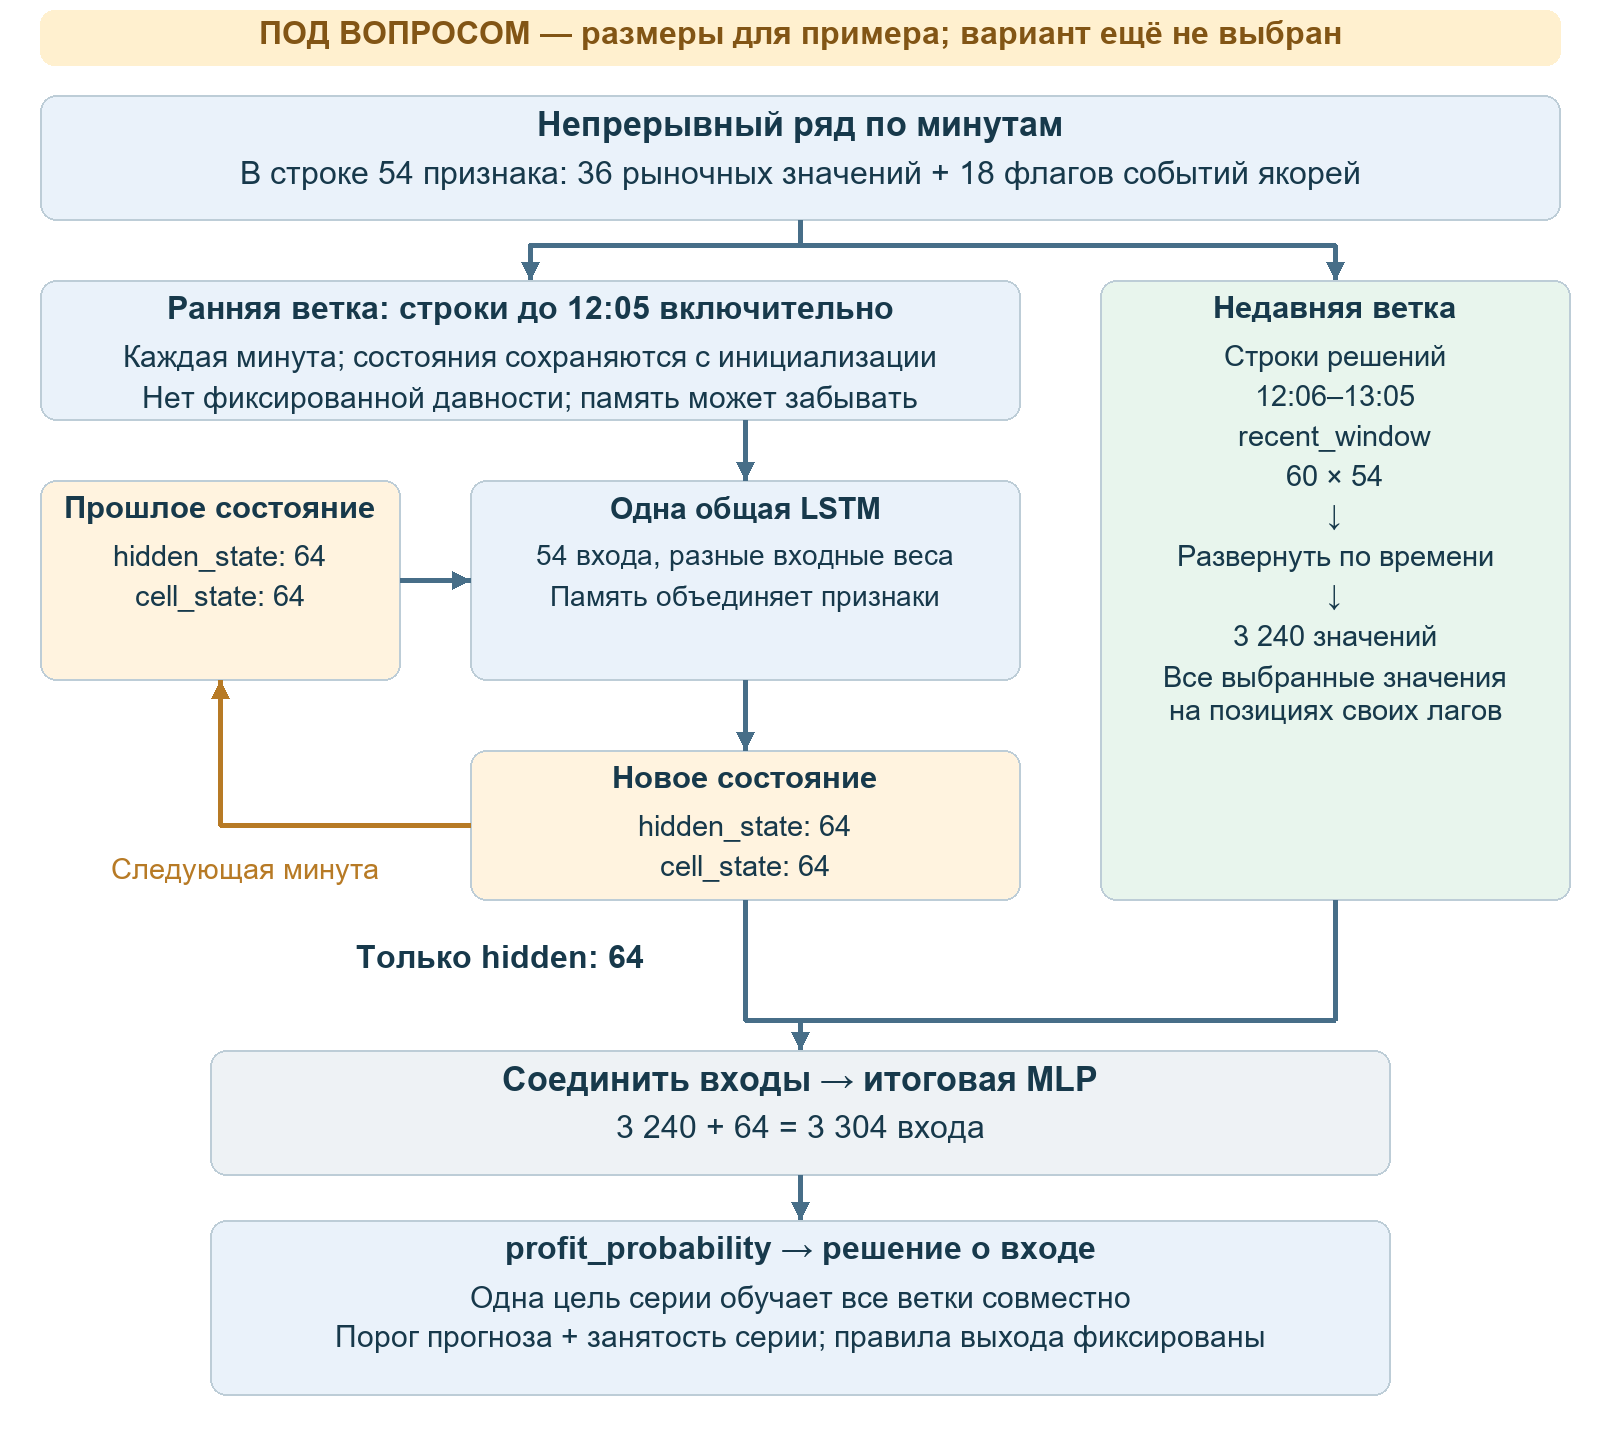 ПОД ВОПРОСОМ — размеры для примера; вариант ещё не выбран
Непрерывный ряд по минутам
В строке 54 признака: 36 рыночных значений + 18 флагов событий якорей
Ранняя ветка: строки до 12:05 включительно
Каждая минута; состояния сохраняются с инициализации
Нет фиксированной давности; память может забывать
Прошлое состояние
hidden_state: 64
cell_state: 64
Одна общая LSTM
54 входа, разные входные веса
Память объединяет признаки
Новое состояние
hidden_state: 64
cell_state: 64
Следующая минута
Только hidden: 64
Недавняя ветка
Строки решений
12:06–13:05
recent_window
60 × 54
↓
Развернуть по времени
↓
3 240 значений
Все выбранные значения
на позициях своих лагов
Соединить входы → итоговая MLP
3 240 + 64 = 3 304 входа
profit_probability → решение о входе
Одна цель серии обучает все ветки совместно
Порог прогноза + занятость серии; правила выхода фиксированы